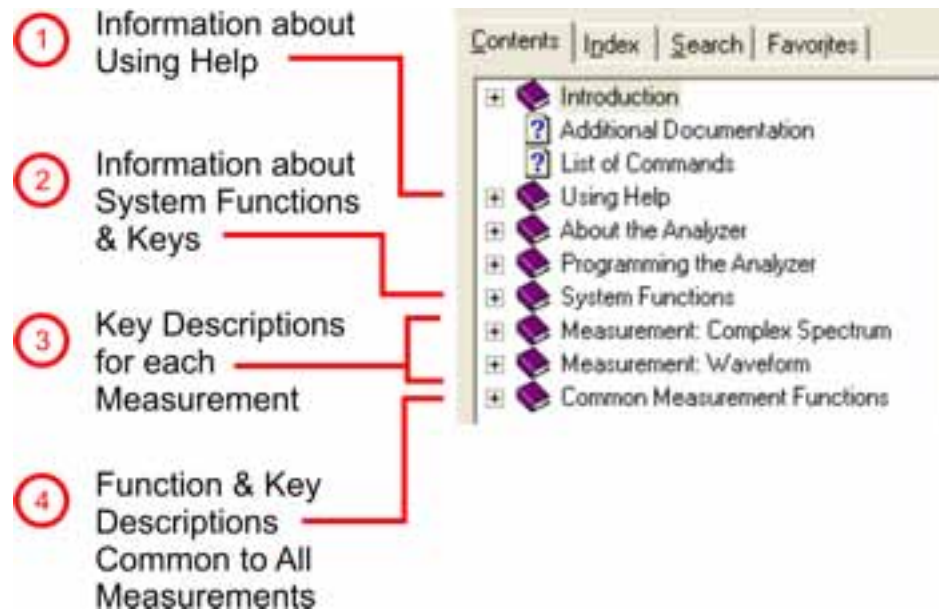 1
Information about
Using Help
2
Information about
System Functions
& Keys
3
Key Descriptions
for each
Measurement
4
Function & Key
Descriptions
Common to All
Measurements
Contents Index Search Favorites
Introduction
? Additional Documentation
? List of Commands
Using Help
About the Analyzer
Programming the Analyzer
System Functions
Measurement: Complex Spectrum
Measurement: Waveform
Common Measurement Functions